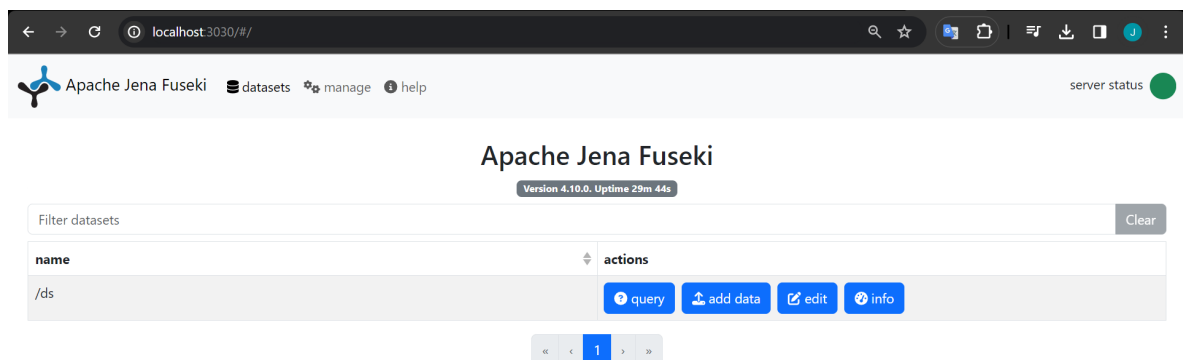 localhost:3030/#/
J
Apache Jena Fuseki datasets manage help server status
Apache Jena Fuseki
Version 4.10.0. Uptime 29m 44s
Filter datasets Clear
name actions
/ds query add data edit info
« ‹ 1 › »